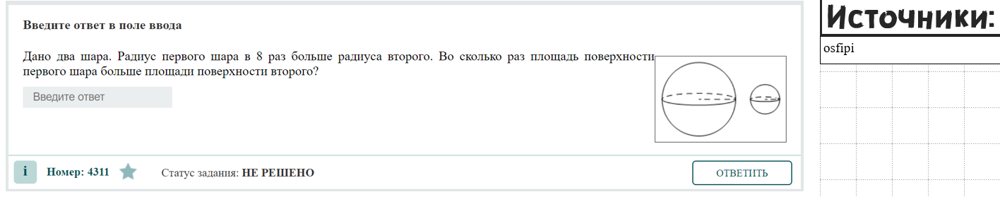 Введите ответ в поле ввода
Дано два шара. Радиус первого шара в 8 раз больше радиуса второго. Во сколько раз площадь поверхности
первого шара больше площади поверхности второго?
Введите ответ
i Номер: 4311 Статус задания: НЕ РЕШЕНО ОТВЕТИТЬ
Источники:
osfipi